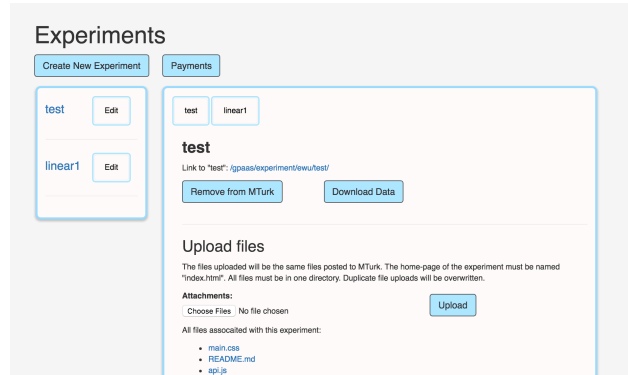 Experiments
Create New Experiment
Payments
test
Edit
linear1
Edit
test
linear1
test
Link to "test": /gpaas/experiment/ewu/test/
Remove from MTurk
Download Data
Upload files
The files uploaded will be the same files posted to MTurk. The home-page of the experiment must be named
"index.html". All files must be in one directory. Duplicate file uploads will be overwritten.
Attachments:
Choose Files No file chosen
Upload
All files assocaited with this experiment:
main.css
README.md
api.js